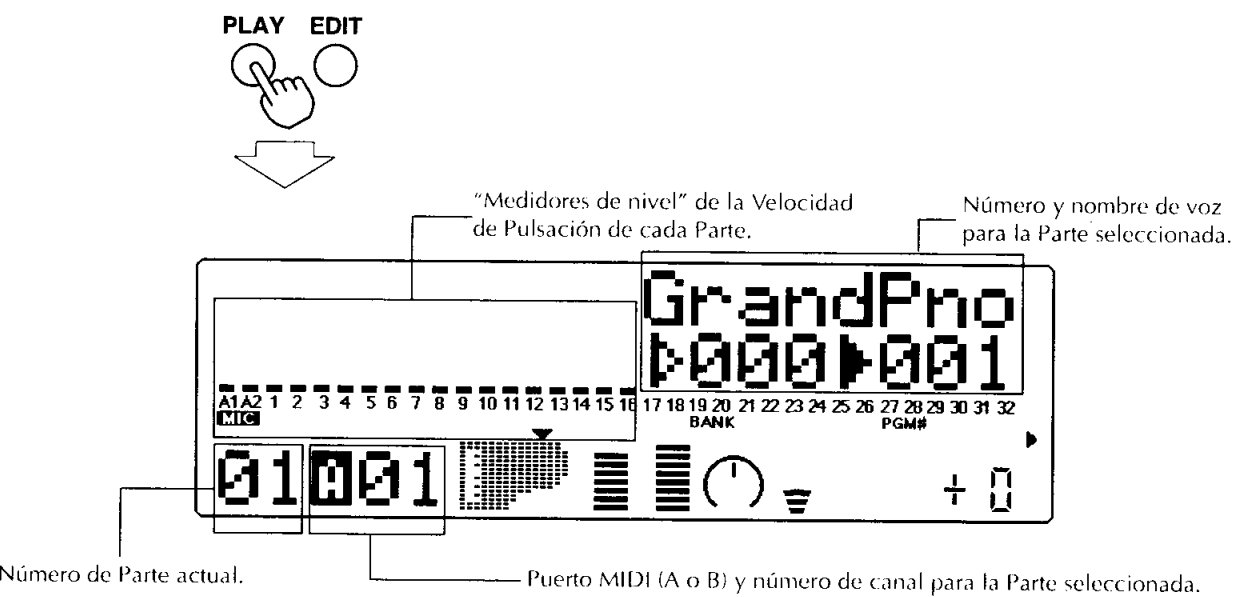 PLAY EDIT
"Medidores de nivel" de la Velocidad
de Pulsación de cada Parte.
Número y nombre de voz
para la Parte seleccionada.
GrandPno
000 001
A1 A2 1 2 3 4 5 6 7 8 9 10 11 12 13 14 15 16 17 18 19 20 21 22 23 24 25 26 27 28 29 30 31 32
MIC BANK PGM#
01 A01 + 0
Número de Parte actual.
Puerto MIDI (A o B) y número de canal para la Parte seleccionada.